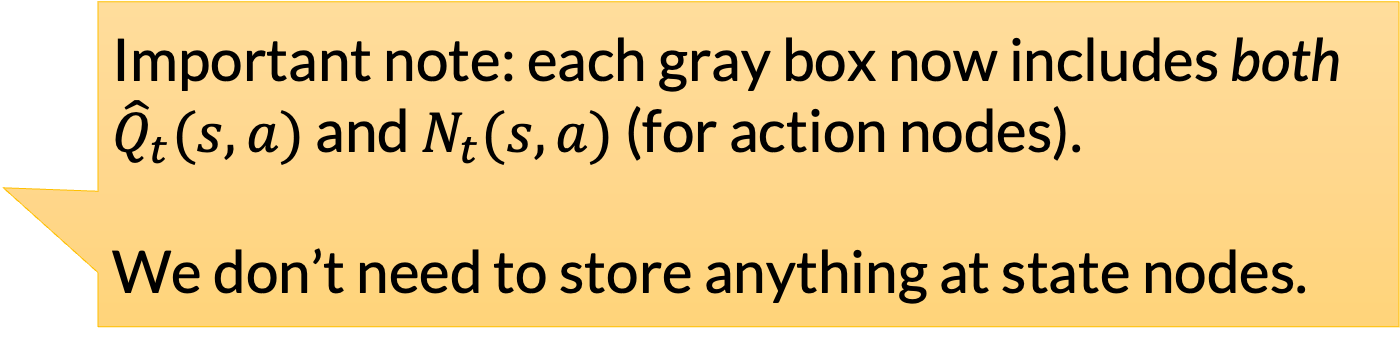 Important note: each gray box now includes both
Q̂ₜ(s, a) and Nₜ(s, a) (for action nodes).
We don’t need to store anything at state nodes.